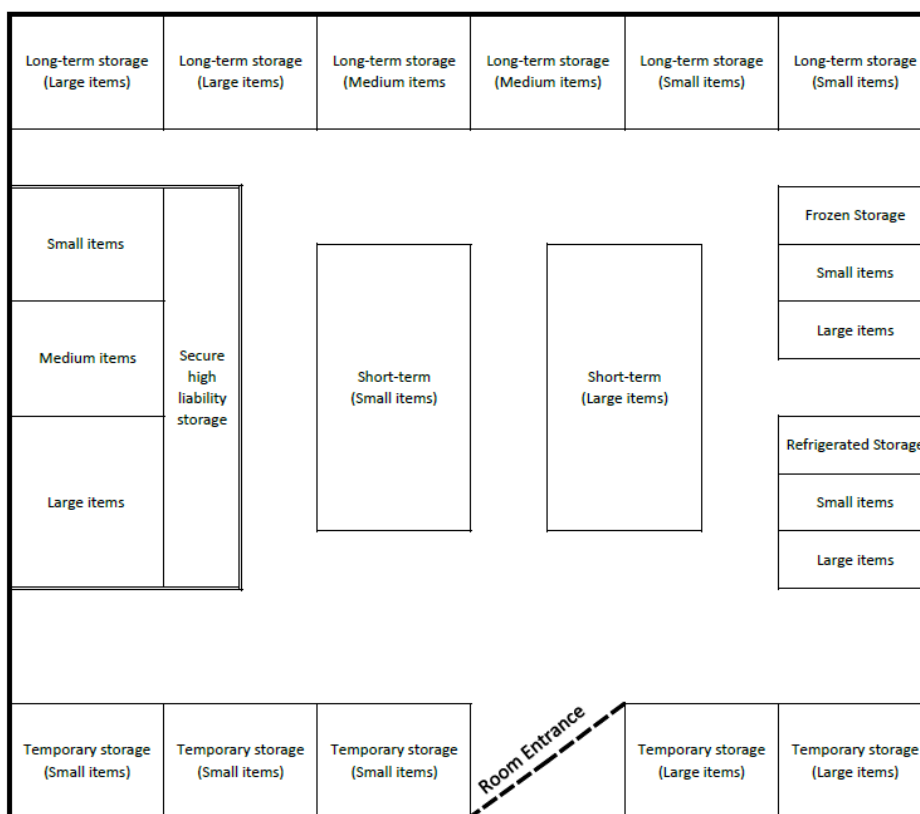 Long-term storage
(Large items)
Long-term storage
(Large items)
Long-term storage
(Medium items
Long-term storage
(Medium items)
Long-term storage
(Small items)
Long-term storage
(Small items)
Small items
Medium items
Large items
Secure
high
liability
storage
Short-term
(Small items)
Short-term
(Large items)
Frozen Storage
Small items
Large items
Refrigerated Storage
Small items
Large items
Temporary storage
(Small items)
Temporary storage
(Small items)
Temporary storage
(Small items)
Room Entrance
Temporary storage
(Large items)
Temporary storage
(Large items)